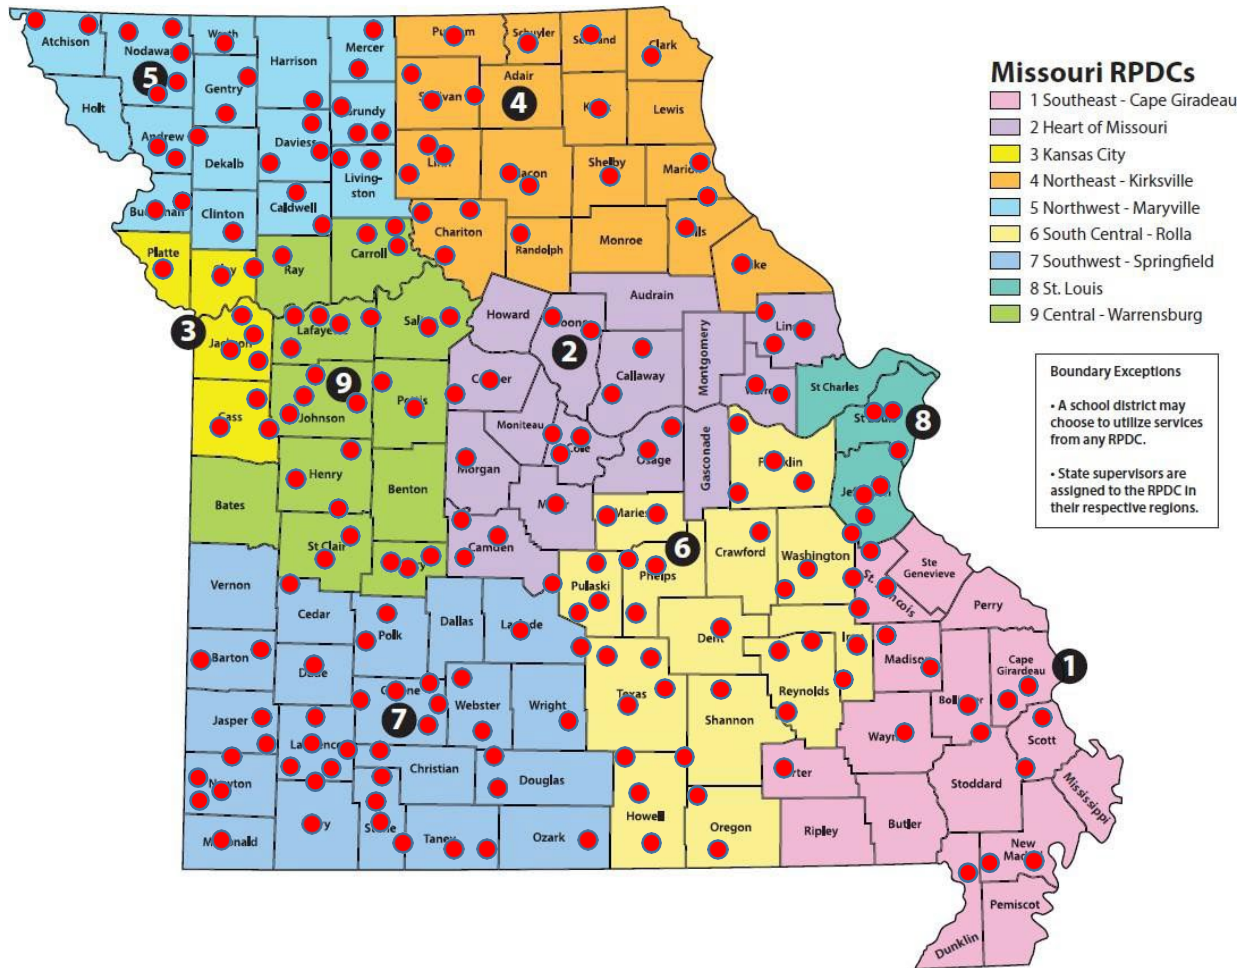 Atchison
Mercer
Harrison
Schuyler
Clark
Adair
5
Gentry
4
Holt
Lewis
Daviess
Andrew
Dekalb
Shelby
Living-
ston
Clinton
Caldwell
Chariton
Monroe
Randolph
Platte
Carroll
Ray
Audrain
Howard
3
Lafayette
2
Montgomery
Callaway
St Charles
9
Johnson
Moniteau
8
Osage
Gasconade
Morgan
Henry
Benton
Bates
Maries
6
Camden
St Clair
Crawford
Washington
Ste
Genevieve
Phelps
Pulaski
Vernon
Perry
Cedar
Dallas
Polk
Dent
Barton
Madison
Cape
Girardeau
1
Texas
Reynolds
Webster
Wright
7
Jasper
Shannon
Scott
Christian
Douglas
Stoddard
Mississippi
Newton
Howell
Oregon
Ripley
Butler
Taney
Ozark
New
Madrid
Pemiscot
Dunklin
Missouri RPDCs
1 Southeast - Cape Giradeau
2 Heart of Missouri
3 Kansas City
4 Northeast - Kirksville
5 Northwest - Maryville
6 South Central - Rolla
7 Southwest - Springfield
8 St. Louis
9 Central - Warrensburg
Boundary Exceptions
• A school district may
choose to utilize services
from any RPDC.
• State supervisors are
assigned to the RPDC in
their respective regions.